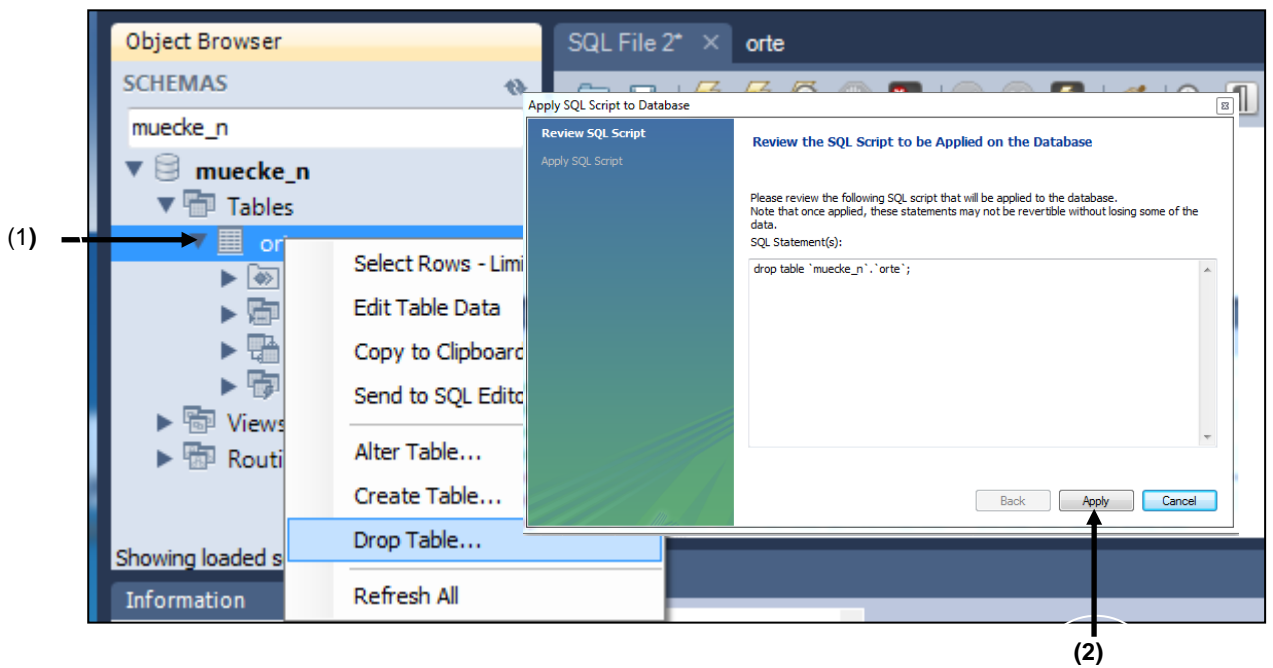 Object Browser
SQL File 2* × orte
SCHEMAS
muecke_n
muecke_n
Tables
(1)
Views
Showing loaded
Information
Select Rows - Limi
Edit Table Data
Copy to Clipboard
Send to SQL Edito
Alter Table...
Create Table...
Drop Table...
Refresh All
Apply SQL Script to Database
Review SQL Script
Apply SQL Script
Review the SQL Script to be Applied on the Database
Please review the following SQL script that will be applied to the database.
Note that once applied, these statements may not be revertible without losing some of the
data.
SQL Statement(s):
drop table `muecke_n`.`orte`;
Back Apply Cancel
(2)